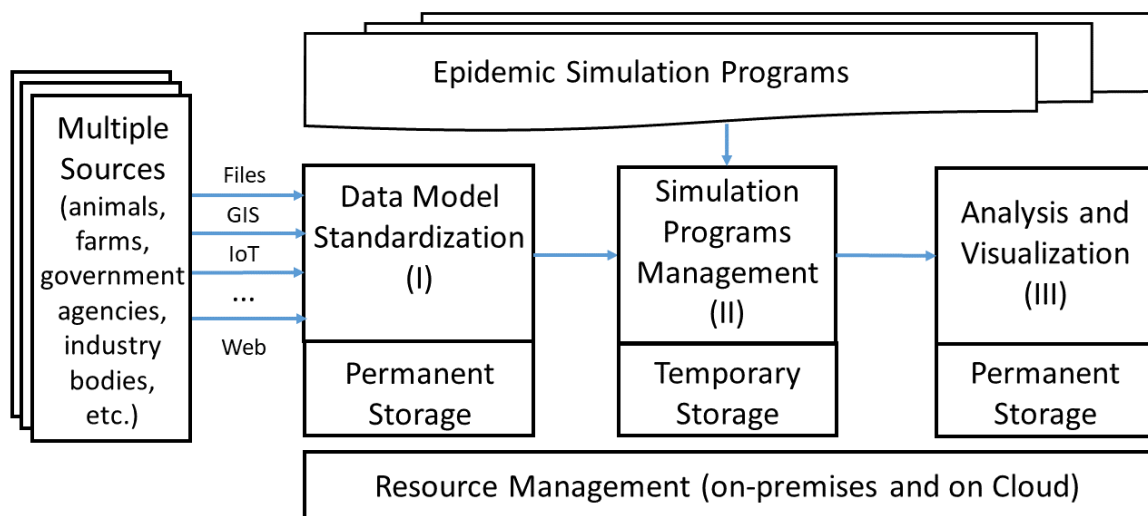 Epidemic Simulation Programs
Multiple
Sources
(animals,
farms,
government
agencies,
industry
bodies,
etc.)
Files
GIS
IoT
...
Web
Data Model
Standardization
(I)
Permanent
Storage
Simulation
Programs
Management
(II)
Temporary
Storage
Analysis and
Visualization
(III)
Permanent
Storage
Resource Management (on-premises and on Cloud)